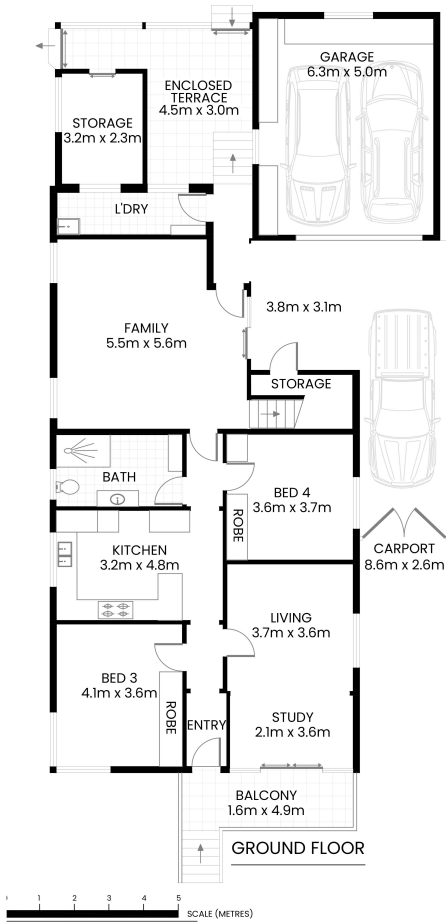 GARAGE
6.3m x 5.0m
ENCLOSED
TERRACE
4.5m x 3.0m
STORAGE
3.2m x 2.3m
L'DRY
3.8m x 3.1m
FAMILY
5.5m x 5.6m
STORAGE
BATH
BED 4
3.6m x 3.7m
ROBE
KITCHEN
3.2m x 4.8m
CARPORT
8.6m x 2.6m
LIVING
3.7m x 3.6m
BED 3
4.1m x 3.6m
ROBE
ENTRY
STUDY
2.1m x 3.6m
BALCONY
1.6m x 4.9m
GROUND FLOOR
1 2 3 4 5
SCALE (METRES)